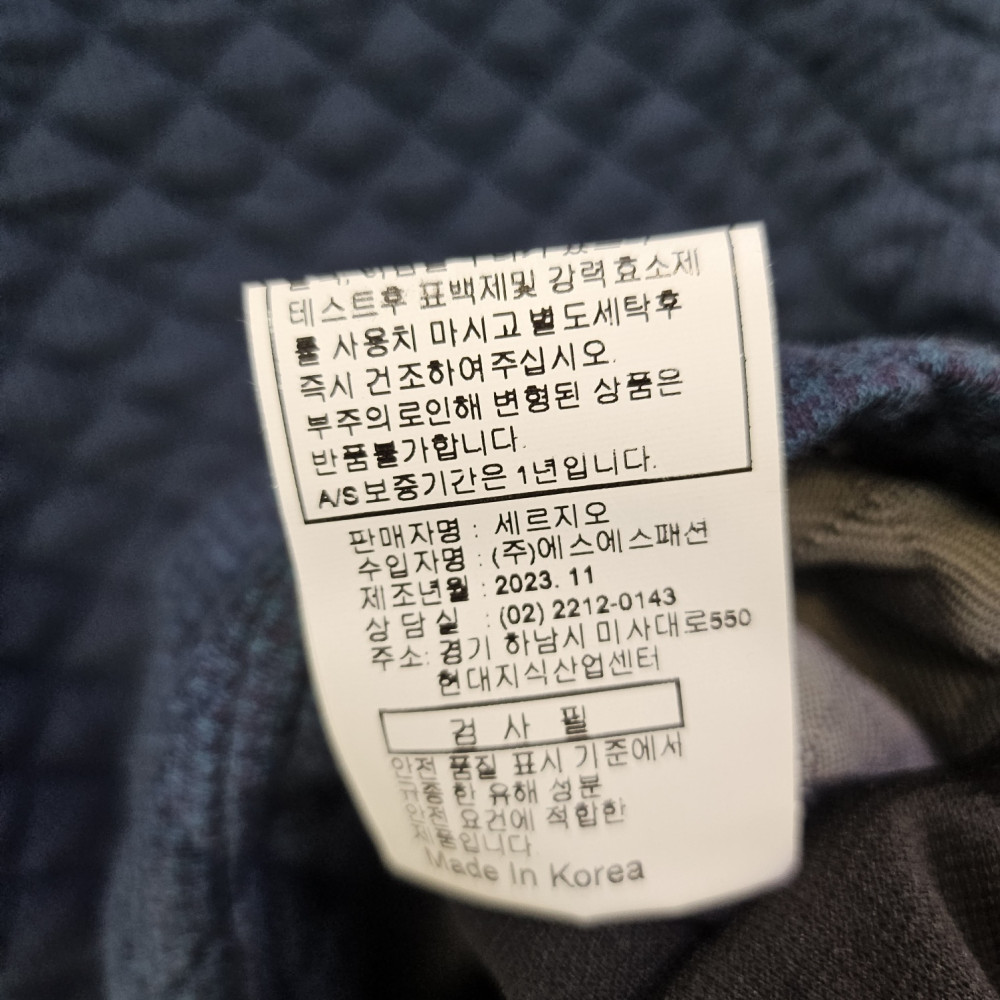 테스트후 표백제및 강력효소제
를 사용치 마시고 별도세탁후
즉시 건조하여주십시오.
부주의로인해 변형된 상품은
반품불가합니다.
A/S보증기간은 1년입니다.
판매자명 : 세르지오
수입자명 : (주)에스에스패션
제조년월 : 2023. 11
상 담 실 : (02) 2212-0143
주소: 경기 하남시 미사대로550
현대지식산업센터
검 사 필
안전 품질 표시 기준에서
규중한 유해 성분
안전 요건에 적합한
제품입니다
Made In Korea